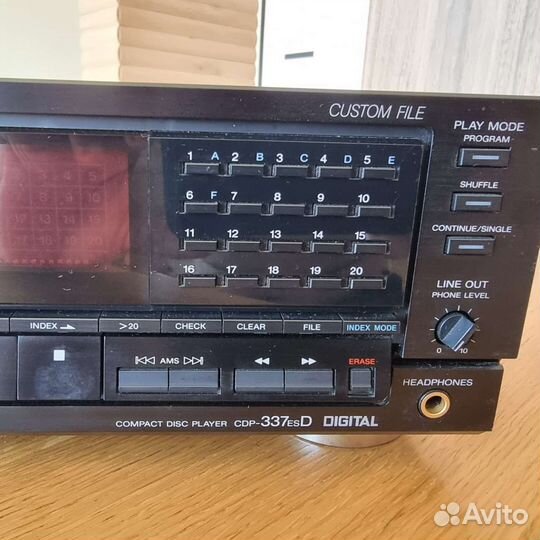 CUSTOM FILE
PLAY MODE
PROGRAM
SHUFFLE
CONTINUE/SINGLE
1 A 2 B 3 C 4 D 5 E
6 F 7 8 9 10
11 12 13 14 15
16 17 18 19 20
LINE OUT
PHONE LEVEL
0 10
INDEX >20 CHECK CLEAR FILE INDEX MODE
AMS ERASE
HEADPHONES
COMPACT DISC PLAYER CDP-337ESD DIGITAL
Avito